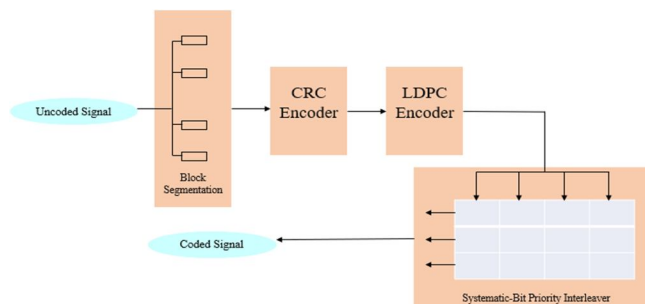 Uncoded Signal
Block
Segmentation
CRC
Encoder
LDPC
Encoder
Coded Signal
Systematic-Bit Priority Interleaver